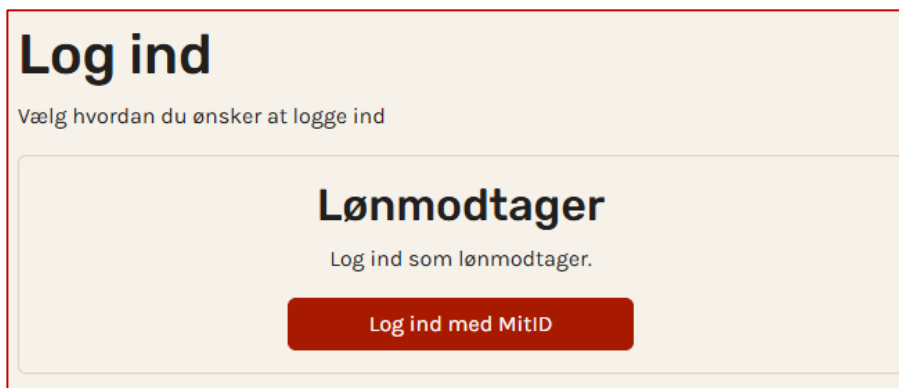 Log ind
Vælg hvordan du ønsker at logge ind
Lønmodtager
Log ind som lønmodtager.
Log ind med MitID